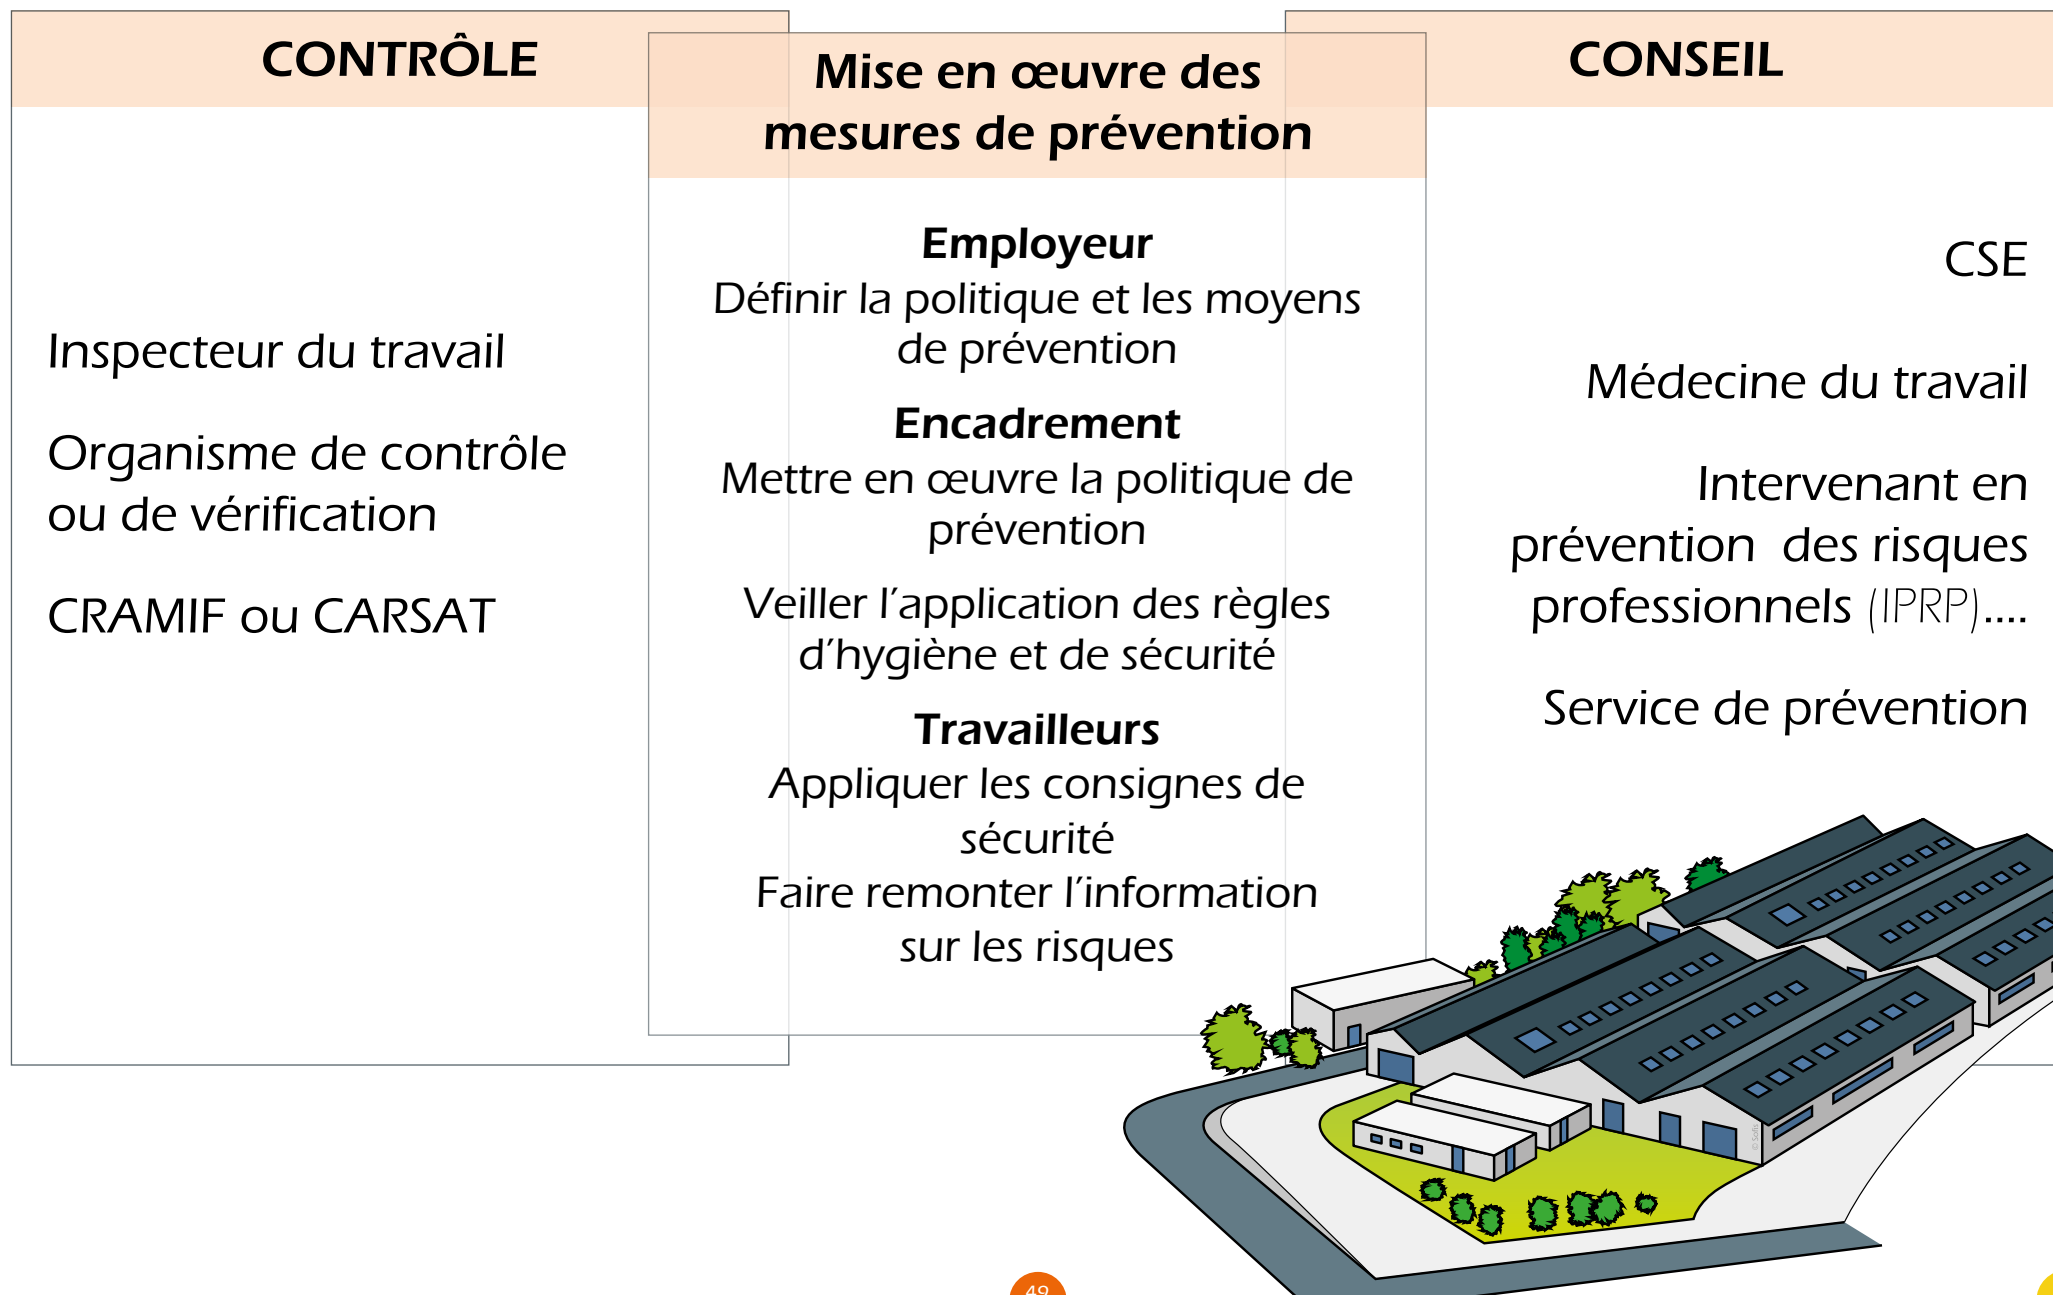 CONTRÔLE
Inspecteur du travail
Organisme de contrôle
ou de vérification
CRAMIF ou CARSAT
Mise en œuvre des
mesures de prévention
Employeur
Définir la politique et les moyens
de prévention
Encadrement
Mettre en œuvre la politique de
prévention
Veiller l’application des règles
d’hygiène et de sécurité
Travailleurs
Appliquer les consignes de
sécurité
Faire remonter l’information
sur les risques
CONSEIL
CSE
Médecine du travail
Intervenant en
prévention  des risques
professionnels (IPRP)....
Service de prévention
© Sofis
49